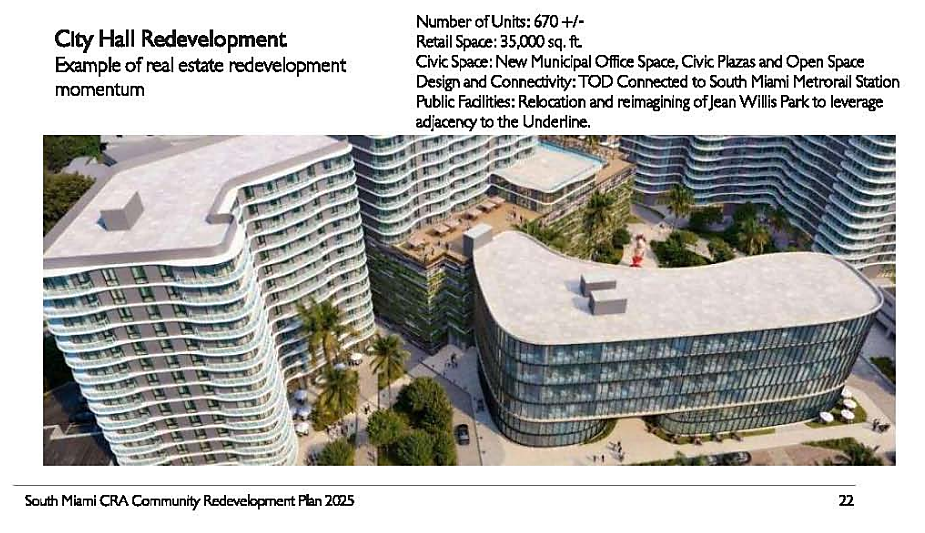 City Hall Redevelopment
Example of real estate redevelopment
momentum
Number of Units: 670 +/-
Retail Space: 35,000 sq. ft.
Civic Space: New Municipal Office Space, Civic Plazas and Open Space
Design and Connectivity: TOD Connected to South Miami Metrorail Station
Public Facilities: Relocation and reimagining of Jean Willis Park to leverage
adjacency to the Underline.
South Miami CRA Community Redevelopment Plan 2025
22